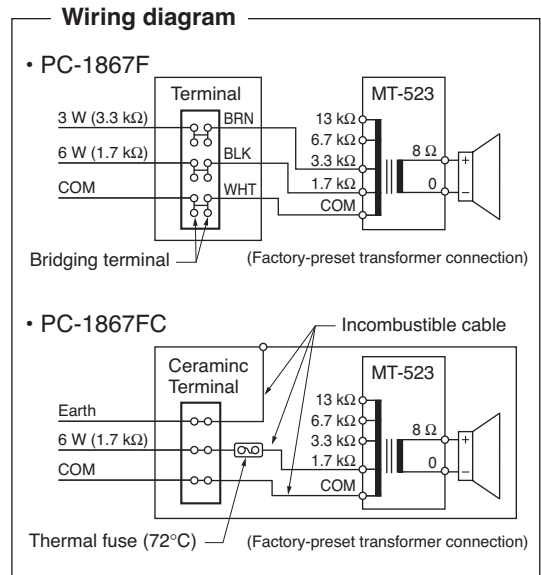 Wiring diagram
• PC-1867F
Terminal
MT-523
3 W (3.3 kΩ)
BRN
13 kΩ
6.7 kΩ
6 W (1.7 kΩ)
BLK
3.3 kΩ
8 Ω
+
COM
WHT
1.7 kΩ
0
−
COM
Bridging terminal
(Factory-preset transformer connection)
• PC-1867FC
Incombustible cable
Ceraminc
Terminal
MT-523
Earth
13 kΩ
6.7 kΩ
6 W (1.7 kΩ)
3.3 kΩ
8 Ω
+
1.7 kΩ
0
−
COM
COM
Thermal fuse (72°C)
(Factory-preset transformer connection)